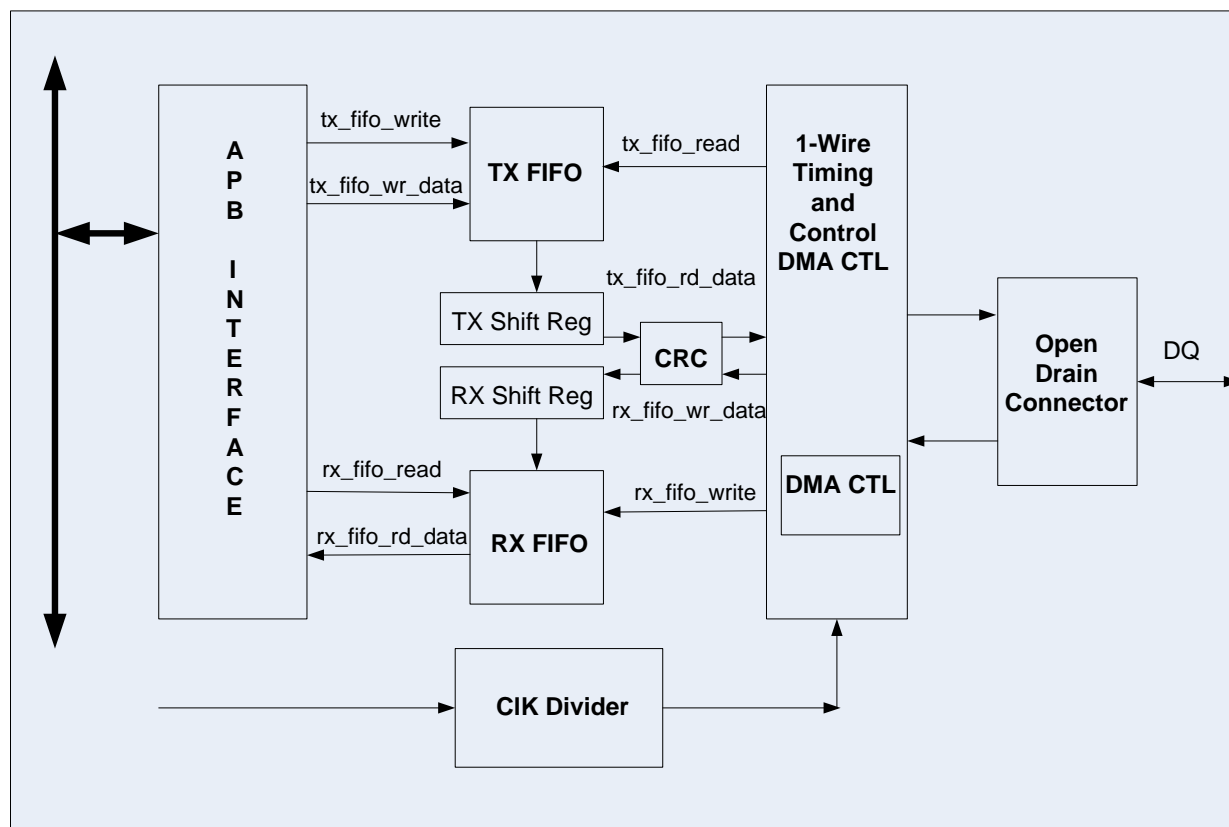 A
P
B
I
N
T
E
R
F
A
C
E
tx_fifo_write
tx_fifo_wr_data
TX FIFO
tx_fifo_read
1-Wire
Timing
and
Control
DMA CTL
tx_fifo_rd_data
TX Shift Reg
CRC
RX Shift Reg
rx_fifo_wr_data
Open
Drain
Connector
DQ
rx_fifo_read
rx_fifo_rd_data
RX FIFO
rx_fifo_write
DMA CTL
ClK Divider